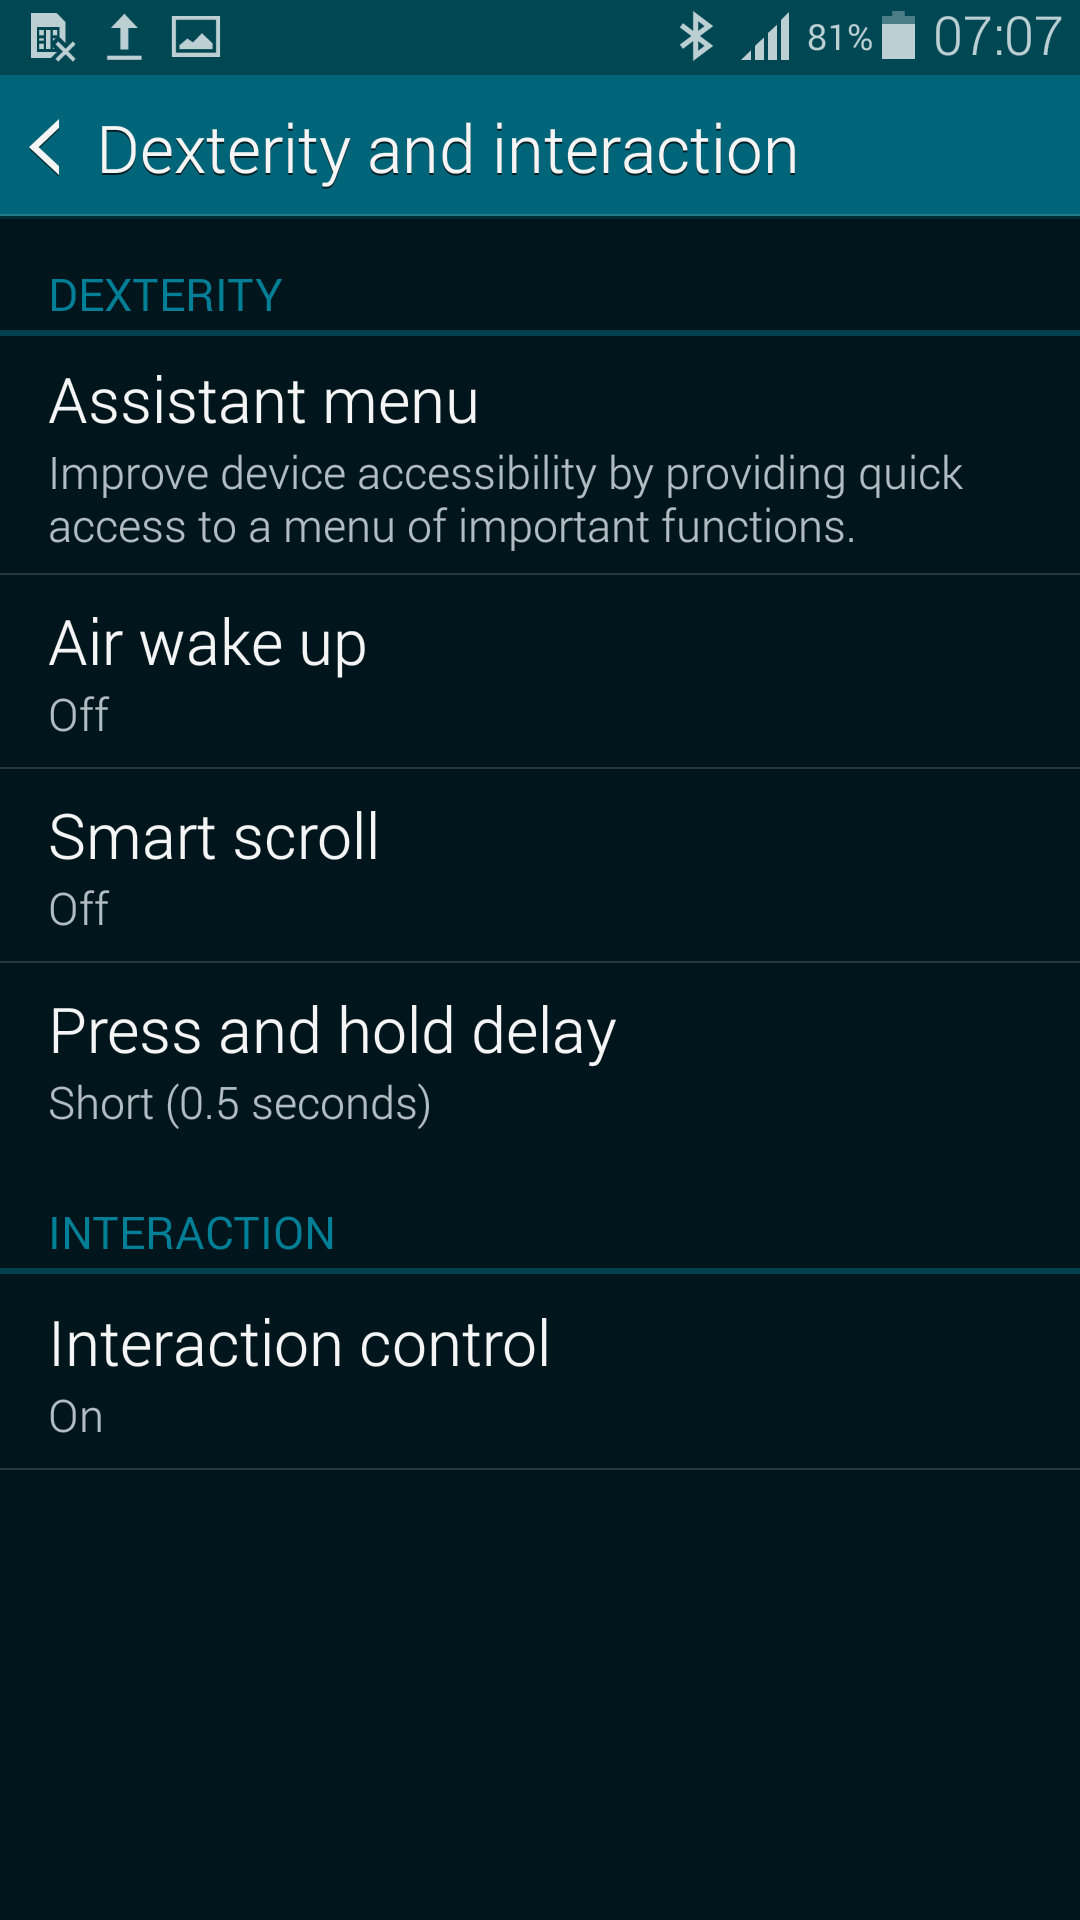 81% 07:07
Dexterity and interaction
DEXTERITY
Assistant menu
Improve device accessibility by providing quick
access to a menu of important functions.
Air wake up
Off
Smart scroll
Off
Press and hold delay
Short (0.5 seconds)
INTERACTION
Interaction control
On